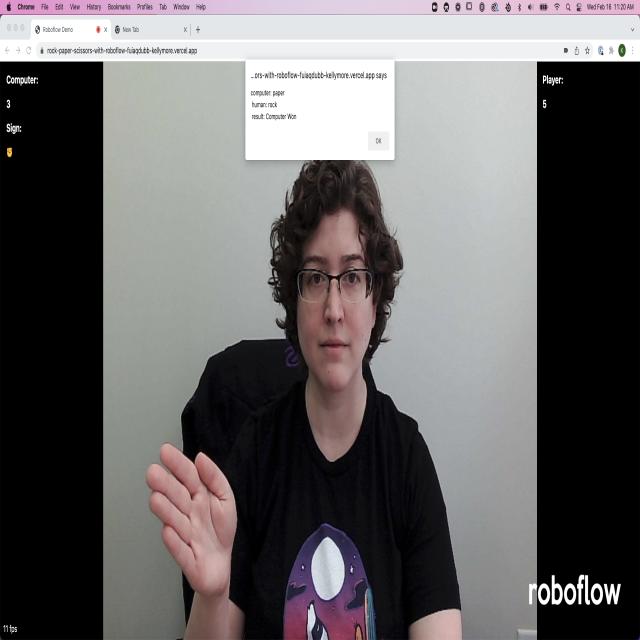 Chrome File Edit View History Bookmarks Profiles Tab Window Help
Wed Feb 16 11:20 AM
Roboflow Demo
New Tab
rock-paper-scissors-with-roboflow-fuiaqdubb-kellymore.vercel.app
...ors-with-roboflow-fuiaqdubb-kellymore.vercel.app says
computer: paper
human: rock
result: Computer Won
OK
Computer:
3
Sign:
Player:
5
roboflow
11 fps